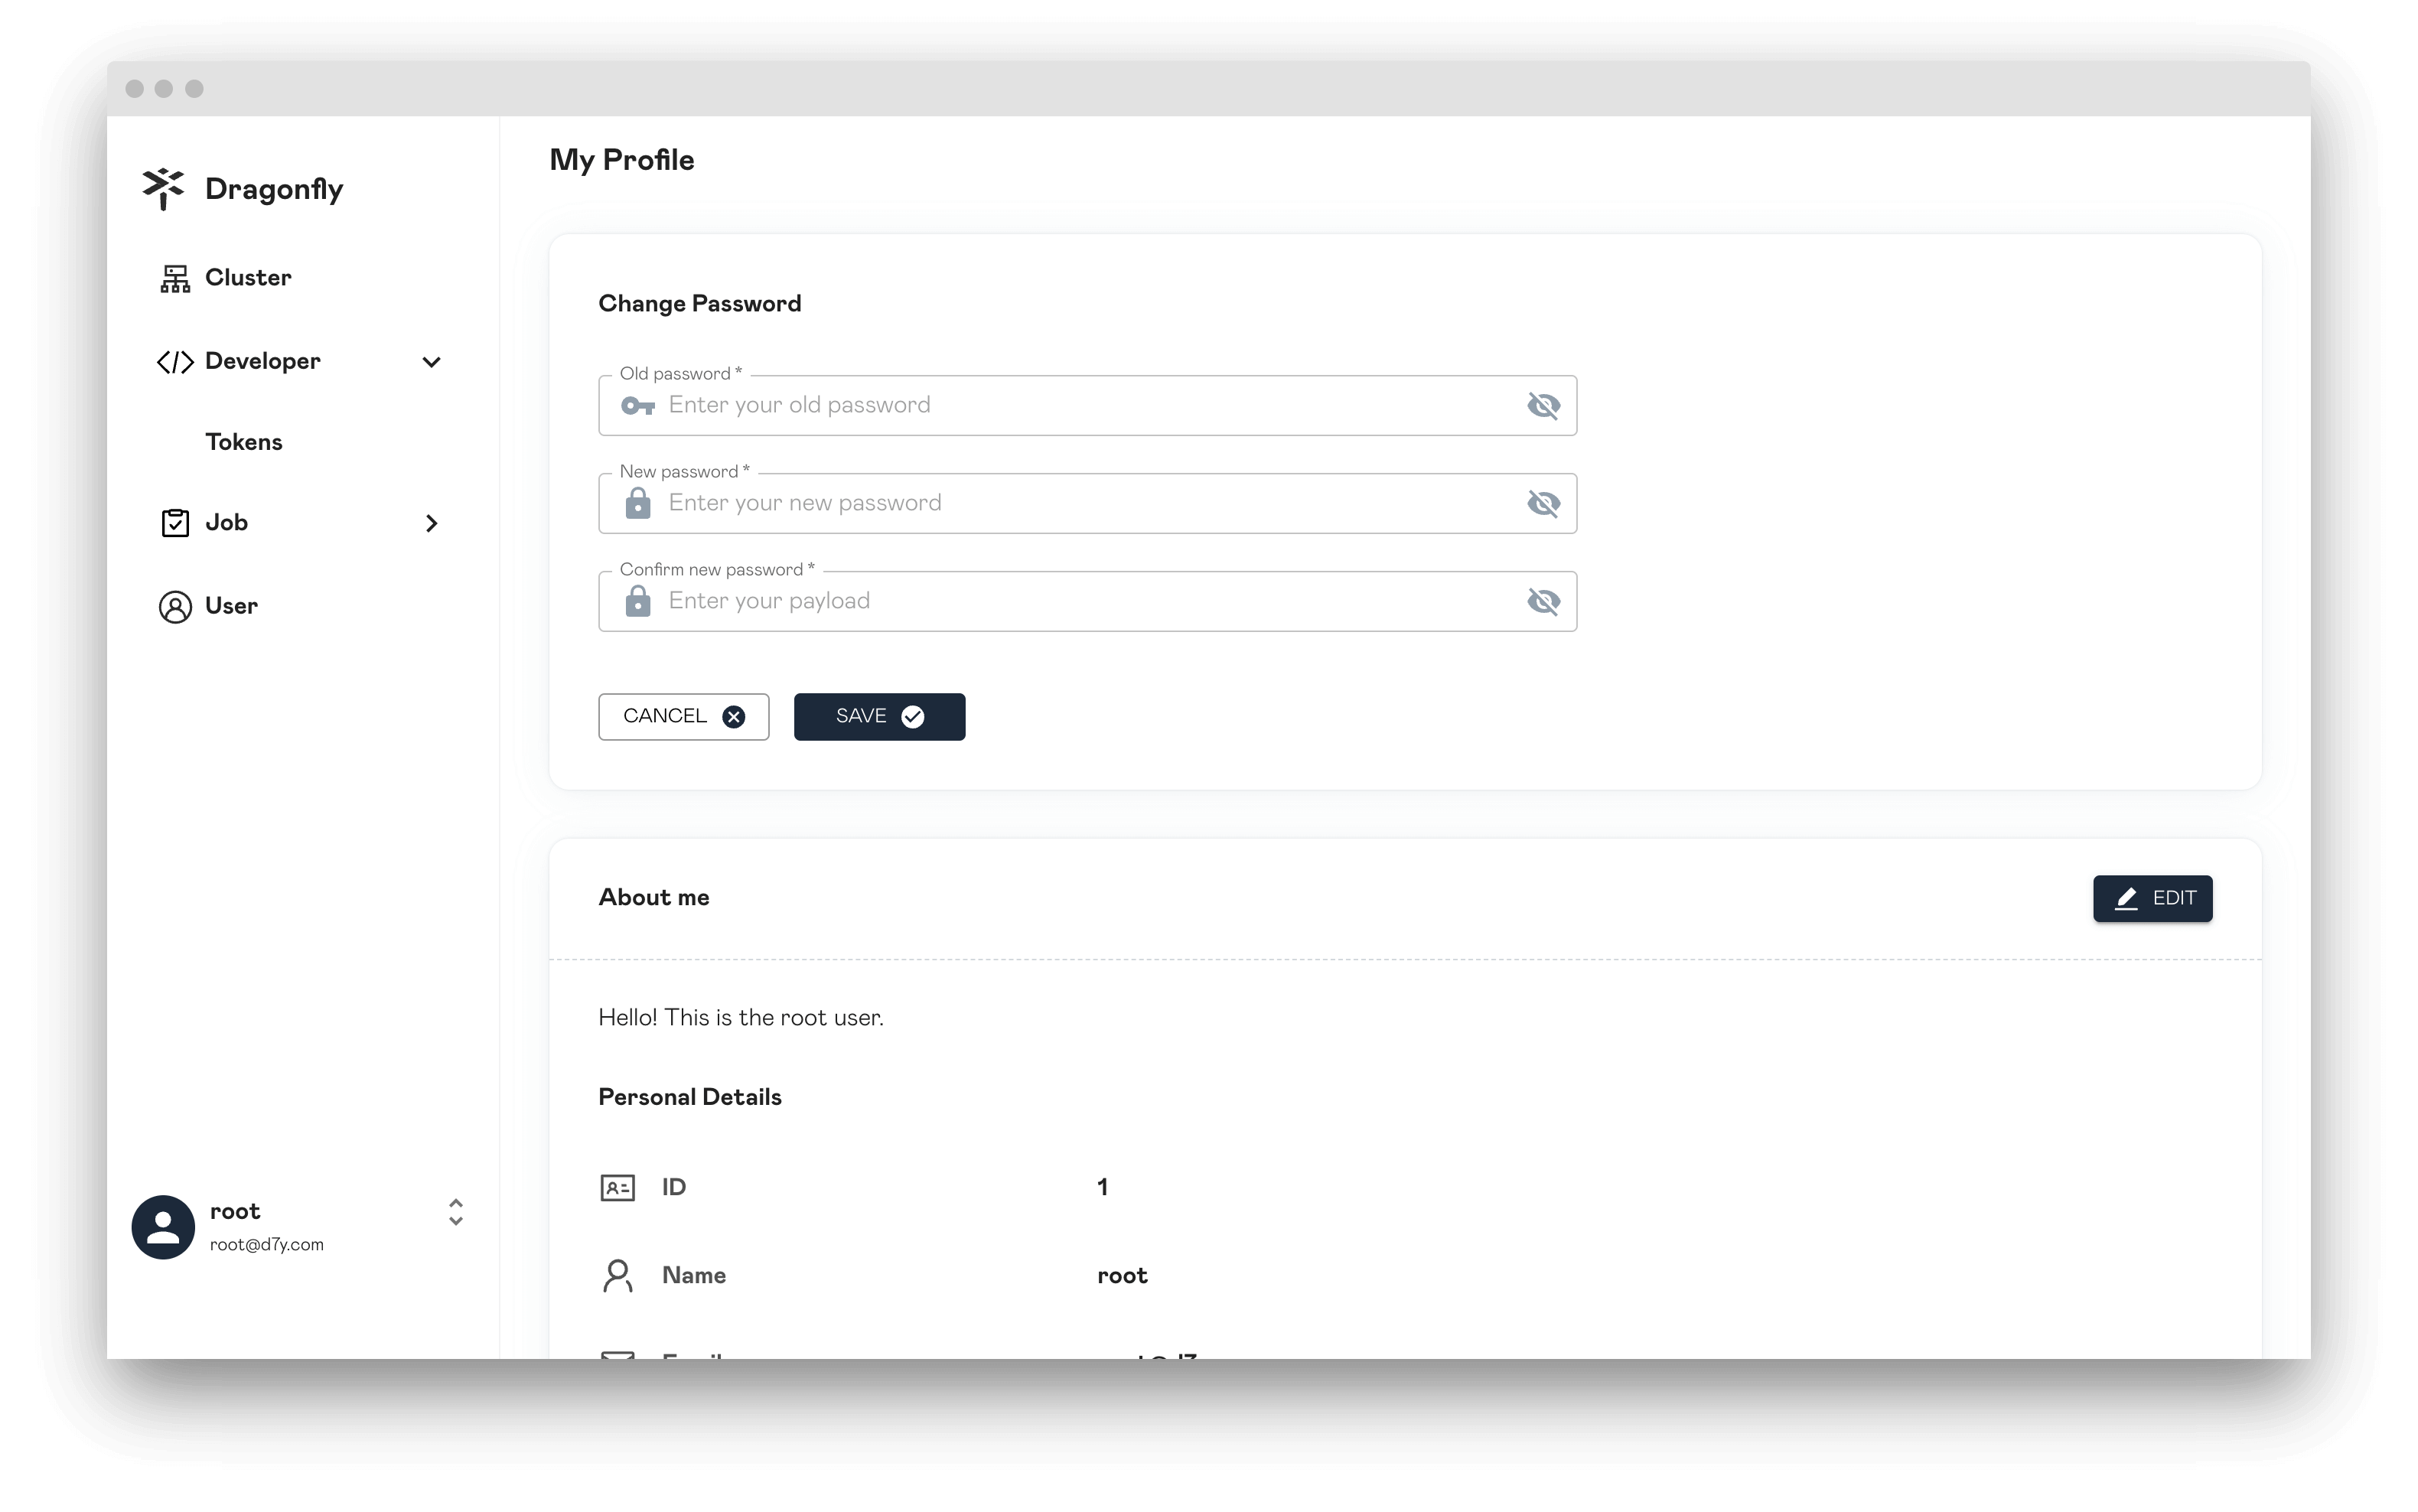 Dragonfly
Cluster
Developer
Tokens
Job
User
root
root@d7y.com
My Profile
Change Password
Old password *
Enter your old password
New password *
Enter your new password
Confirm new password *
Enter your payload
CANCEL
SAVE
About me
EDIT
Hello! This is the root user.
Personal Details
ID 1
Name root